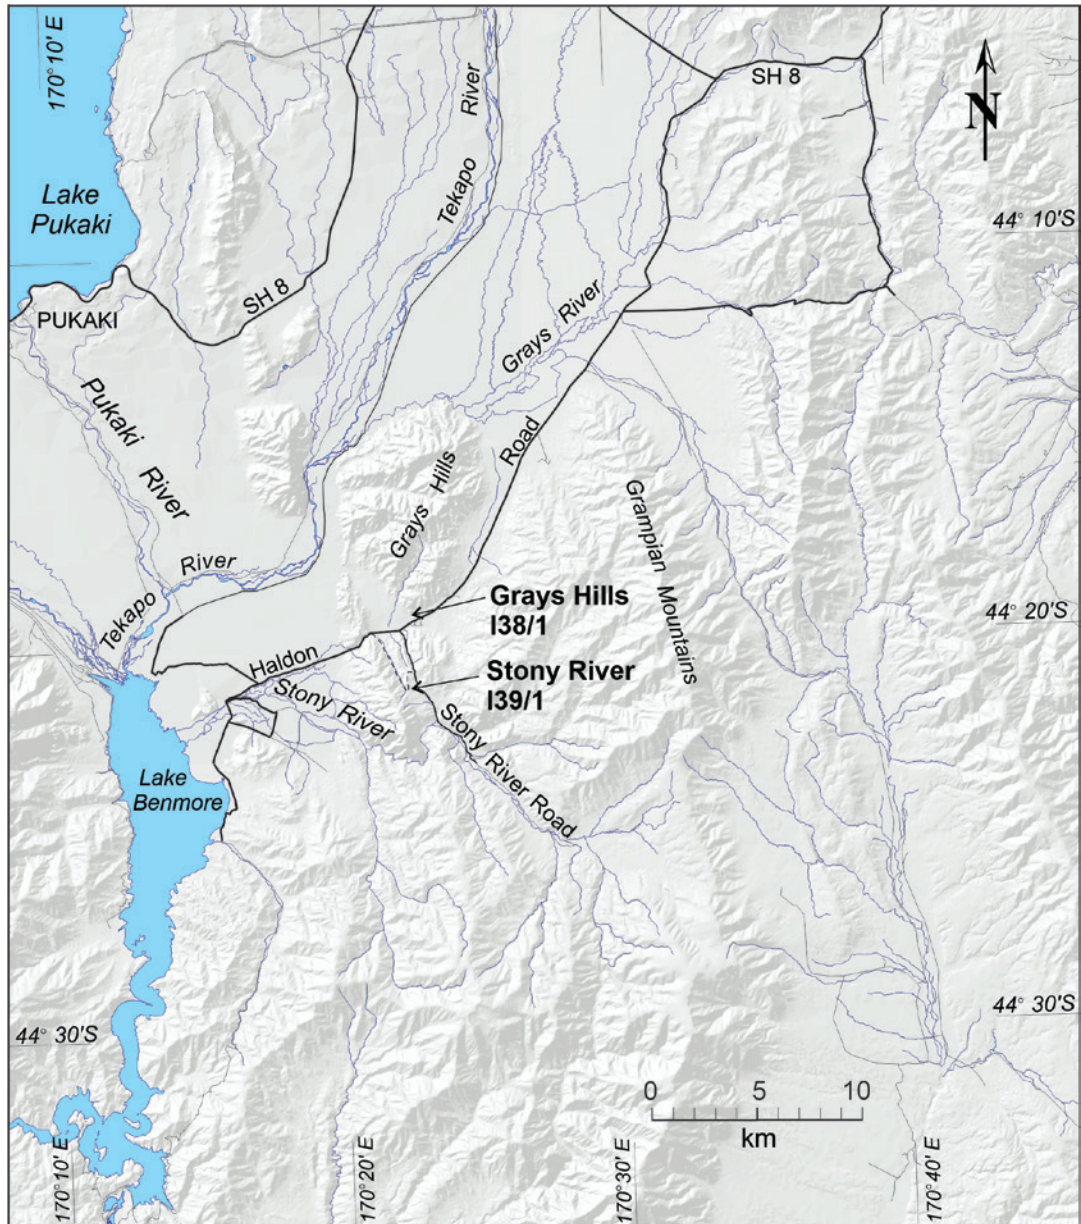 170° 10' E
SH 8
River
Tekapo
N
Lake
Pukaki
44° 10'S
SH 8
PUKAKI
Grays River
Pukaki River
Road
Grays Hills
Grampian Mountains
River
Tekapo
Grays Hills
I38/1
44° 20'S
Haldon
Stony River
I39/1
Stony River
Stony River Road
Lake
Benmore
44° 30'S
44° 30'S
0 5 10
km
170° 10' E
170° 20' E
170° 30' E
170° 40' E